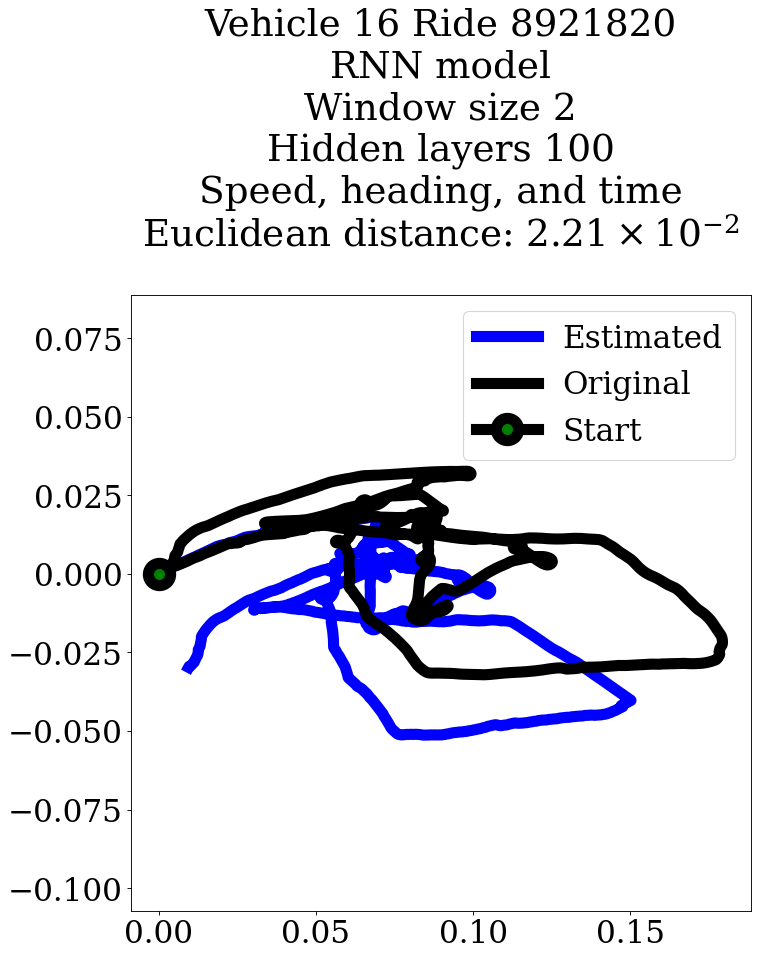 Vehicle 16 Ride 8921820
RNN model
Window size 2
Hidden layers 100
Speed, heading, and time
Euclidean distance: 2.21 × 10⁻²
Estimated
Original
Start
0.075
0.050
0.025
0.000
−0.025
−0.050
−0.075
−0.100
0.00 0.05 0.10 0.15